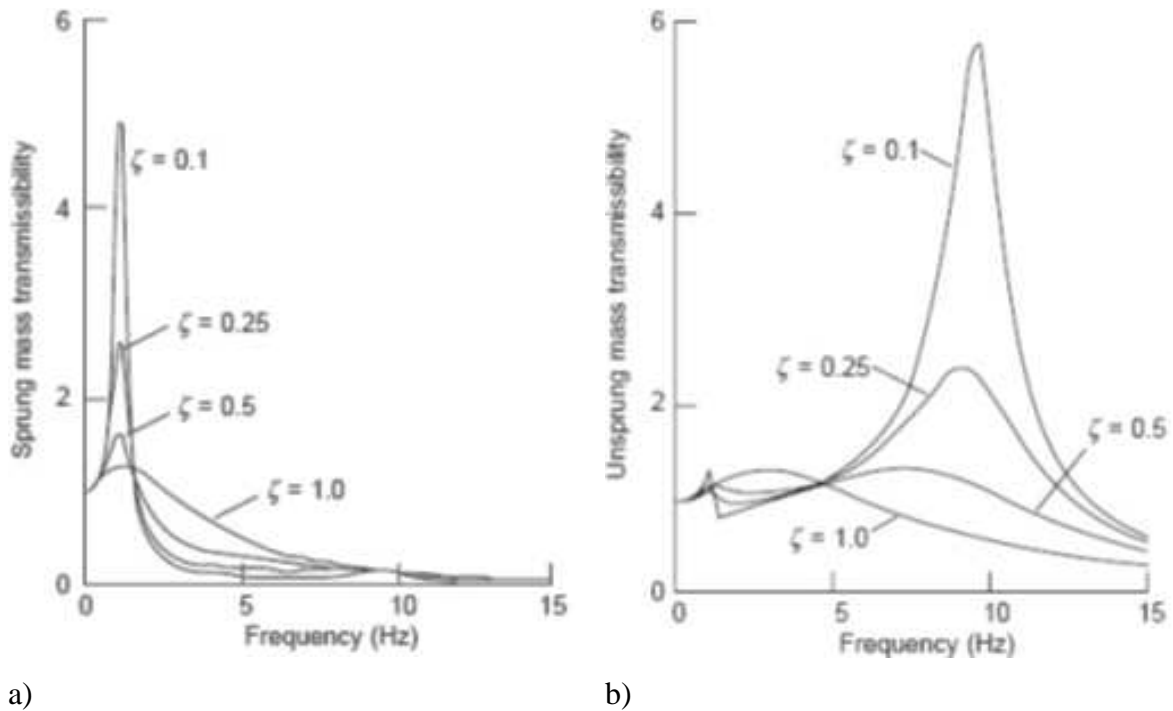 6
4
2
0
Sprung mass transmissibility
ζ = 0.1
ζ = 0.25
ζ = 0.5
ζ = 1.0
0 5 10 15
Frequency (Hz)
a)
6
4
2
0
Unsprung mass transmissibility
ζ = 0.1
ζ = 0.25
ζ = 0.5
ζ = 1.0
0 5 10 15
Frequency (Hz)
b)